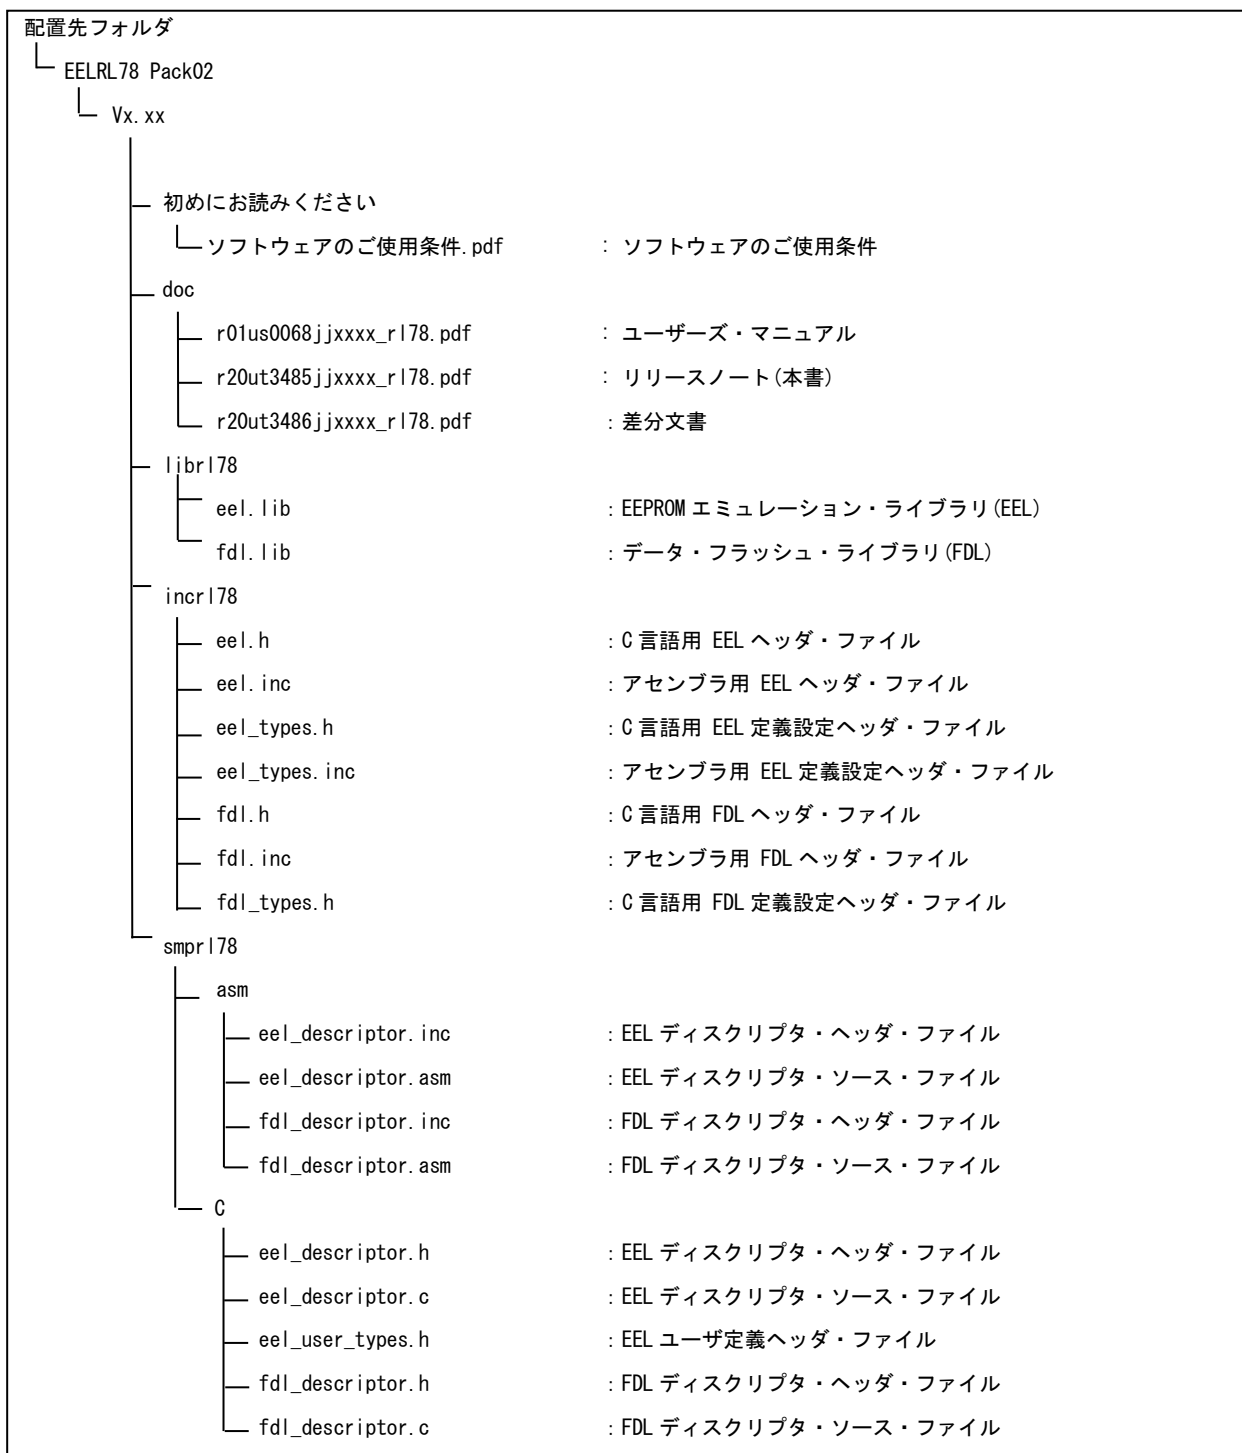 配置先フォルダ
EELRL78 Pack02
Vx.xx
初めにお読みください
ソフトウェアのご使用条件.pdf : ソフトウェアのご使用条件
doc
r01us0068jjxxxx_rl78.pdf : ユーザーズ・マニュアル
r20ut3485jjxxxx_rl78.pdf : リリースノート(本書)
r20ut3486jjxxxx_rl78.pdf : 差分文書
librl78
eel.lib : EEPROM エミュレーション・ライブラリ(EEL)
fdl.lib : データ・フラッシュ・ライブラリ(FDL)
incrl78
eel.h : C 言語用 EEL ヘッダ・ファイル
eel.inc : アセンブラ用 EEL ヘッダ・ファイル
eel_types.h : C 言語用 EEL 定義設定ヘッダ・ファイル
eel_types.inc : アセンブラ用 EEL 定義設定ヘッダ・ファイル
fdl.h : C 言語用 FDL ヘッダ・ファイル
fdl.inc : アセンブラ用 FDL ヘッダ・ファイル
fdl_types.h : C 言語用 FDL 定義設定ヘッダ・ファイル
smprl78
asm
eel_descriptor.inc : EEL ディスクリプタ・ヘッダ・ファイル
eel_descriptor.asm : EEL ディスクリプタ・ソース・ファイル
fdl_descriptor.inc : FDL ディスクリプタ・ヘッダ・ファイル
fdl_descriptor.asm : FDL ディスクリプタ・ソース・ファイル
C
eel_descriptor.h : EEL ディスクリプタ・ヘッダ・ファイル
eel_descriptor.c : EEL ディスクリプタ・ソース・ファイル
eel_user_types.h : EEL ユーザ定義ヘッダ・ファイル
fdl_descriptor.h : FDL ディスクリプタ・ヘッダ・ファイル
fdl_descriptor.c : FDL ディスクリプタ・ソース・ファイル